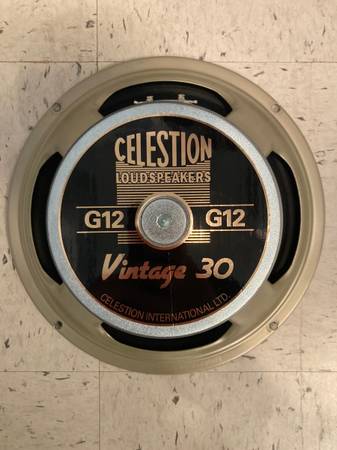 CELESTION
LOUDSPEAKERS
G12 G12
Vintage 30
CELESTION INTERNATIONAL LTD.